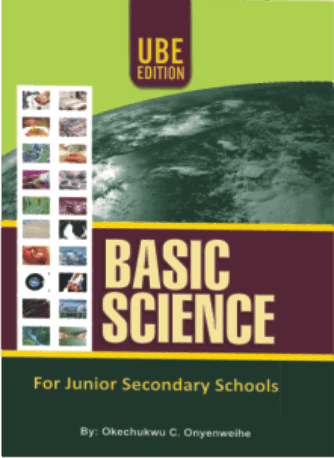 UBE
EDITION
BASIC
SCIENCE
For Junior Secondary Schools
By: Okechukwu C. Onyenweihe